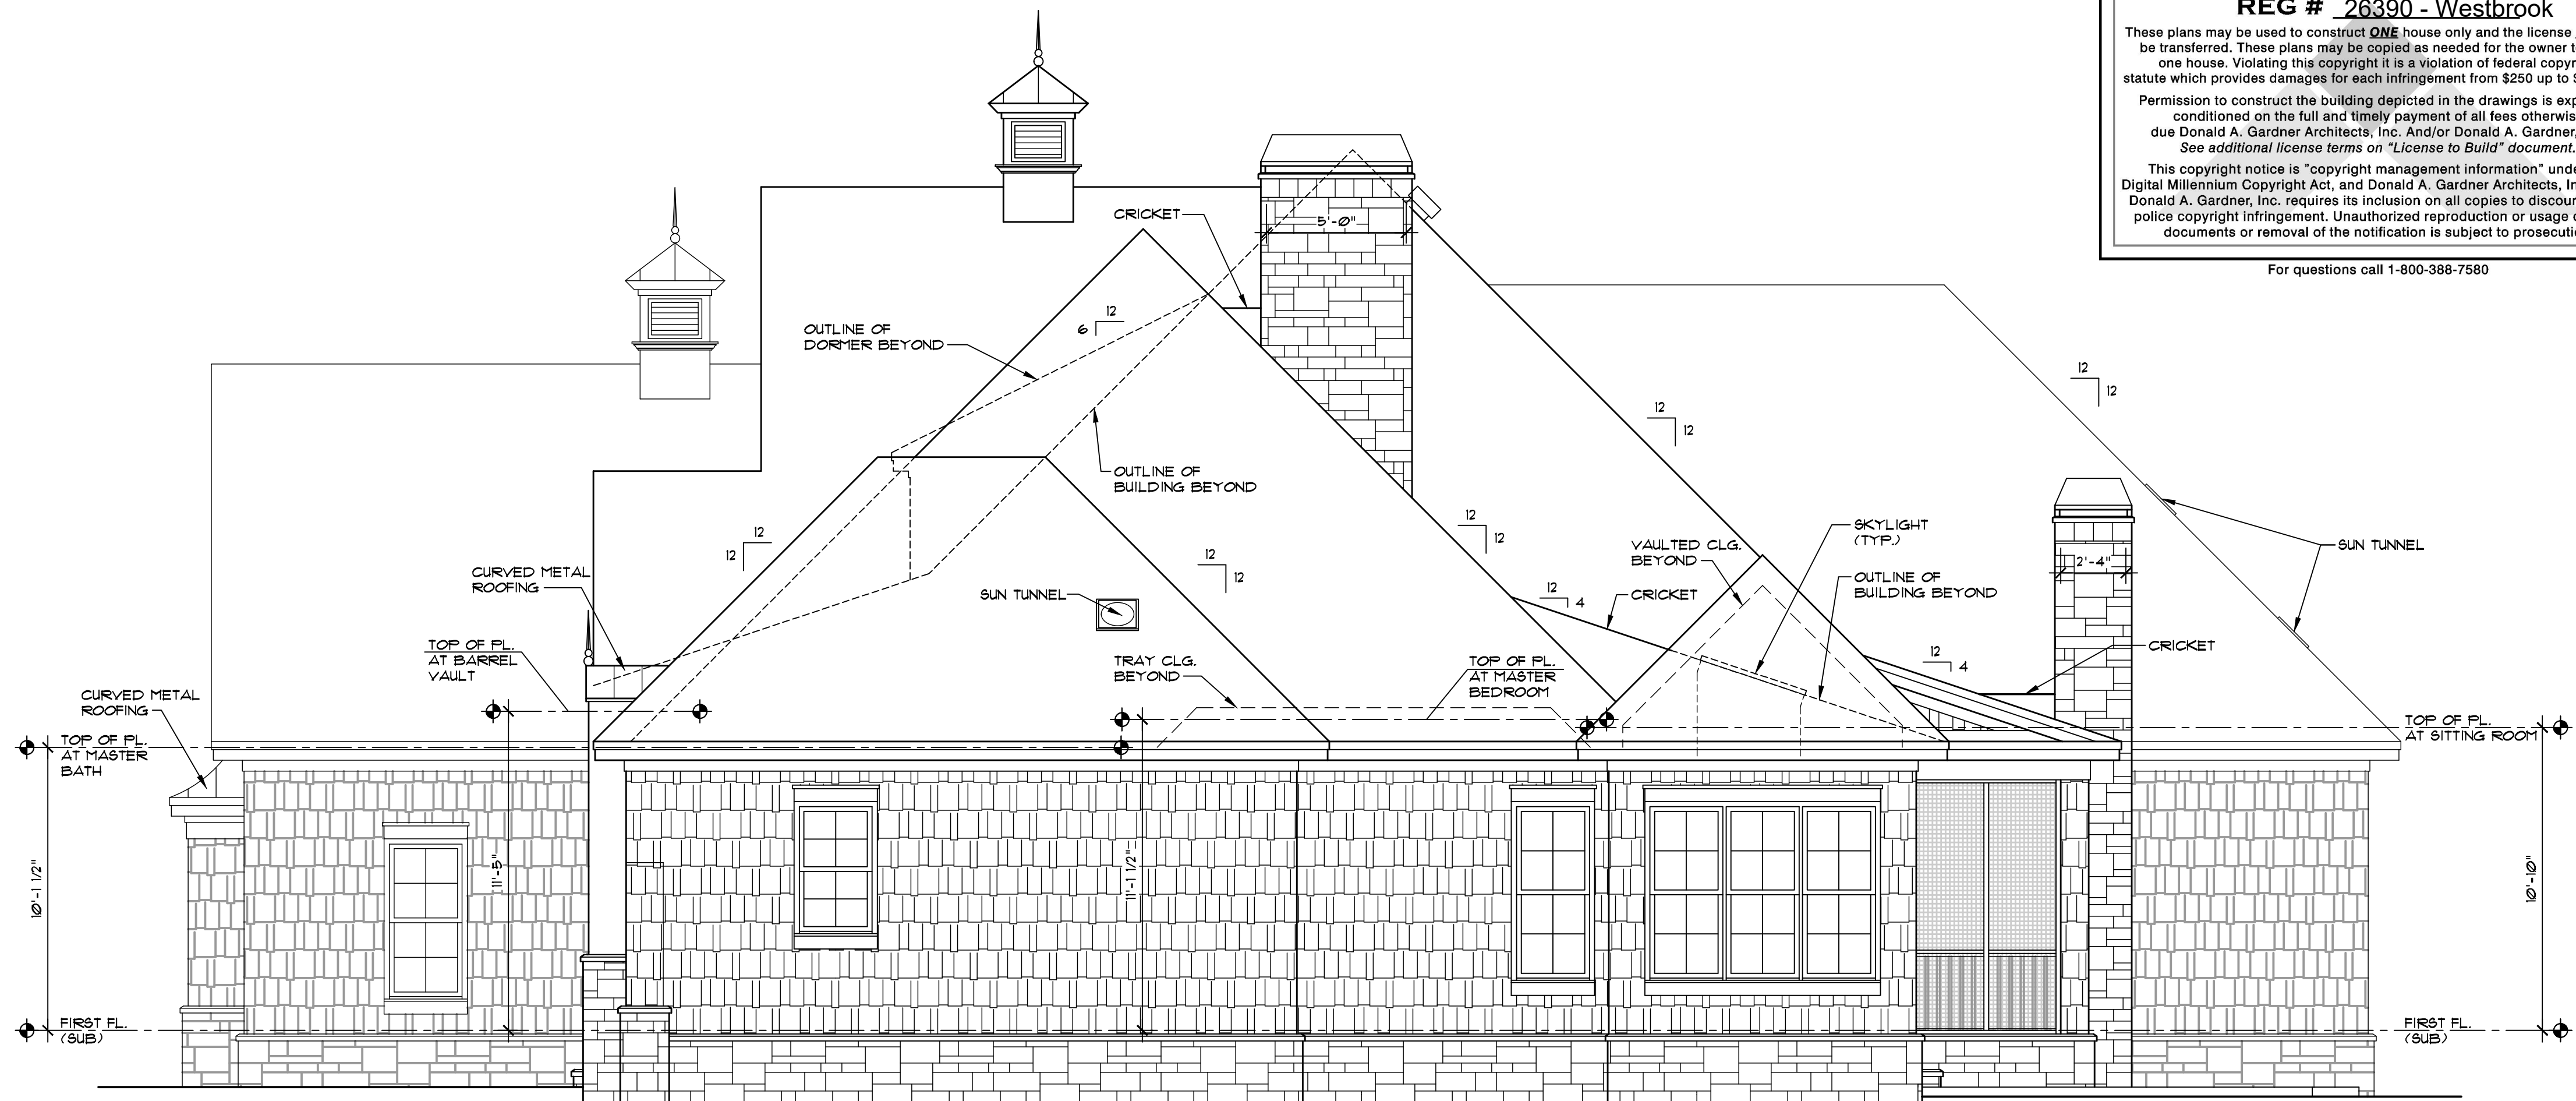 REG # 26390 - Westbrook
These plans may be used to construct ONE house only and the license
be transferred. These plans may be copied as needed for the owner
one house. Violating this copyright it is a violation of federal
statute which provides damages for each infringement from $250 up to
Permission to construct the building depicted in the drawings is
conditioned on the full and timely payment of all fees
due Donald A. Gardner Architects, Inc. And/or Donald A. Gardner,
See additional license terms on "License to Build" document.
This copyright notice is "copyright management information"
Digital Millennium Copyright Act, and Donald A. Gardner Architects,
Donald A. Gardner, Inc. requires its inclusion on all copies to
police copyright infringement. Unauthorized reproduction or usage
documents or removal of the notification is subject to
For questions call 1-800-388-7580
CRICKET
5'-0"
12
6
OUTLINE OF
DORMER BEYOND
12
12
12
12
OUTLINE OF
BUILDING BEYOND
12
12
12
12
12
12
SKYLIGHT
(TYP.)
VAULTED CLG.
BEYOND
SUN TUNNEL
2'-4"
CURVED METAL
ROOFING
OUTLINE OF
BUILDING BEYOND
SUN TUNNEL
12
4
CRICKET
TOP OF PL.
AT BARREL
VAULT
TRAY CLG.
BEYOND
TOP OF PL.
AT MASTER
BEDROOM
12
4
CRICKET
CURVED METAL
ROOFING
TOP OF PL.
AT MASTER
BATH
TOP OF PL.
AT SITTING ROOM
10'-1 1/2"
11'-5"
11'-1 1/2"
10'-10"
FIRST FL.
(SUB)
FIRST FL.
(SUB)